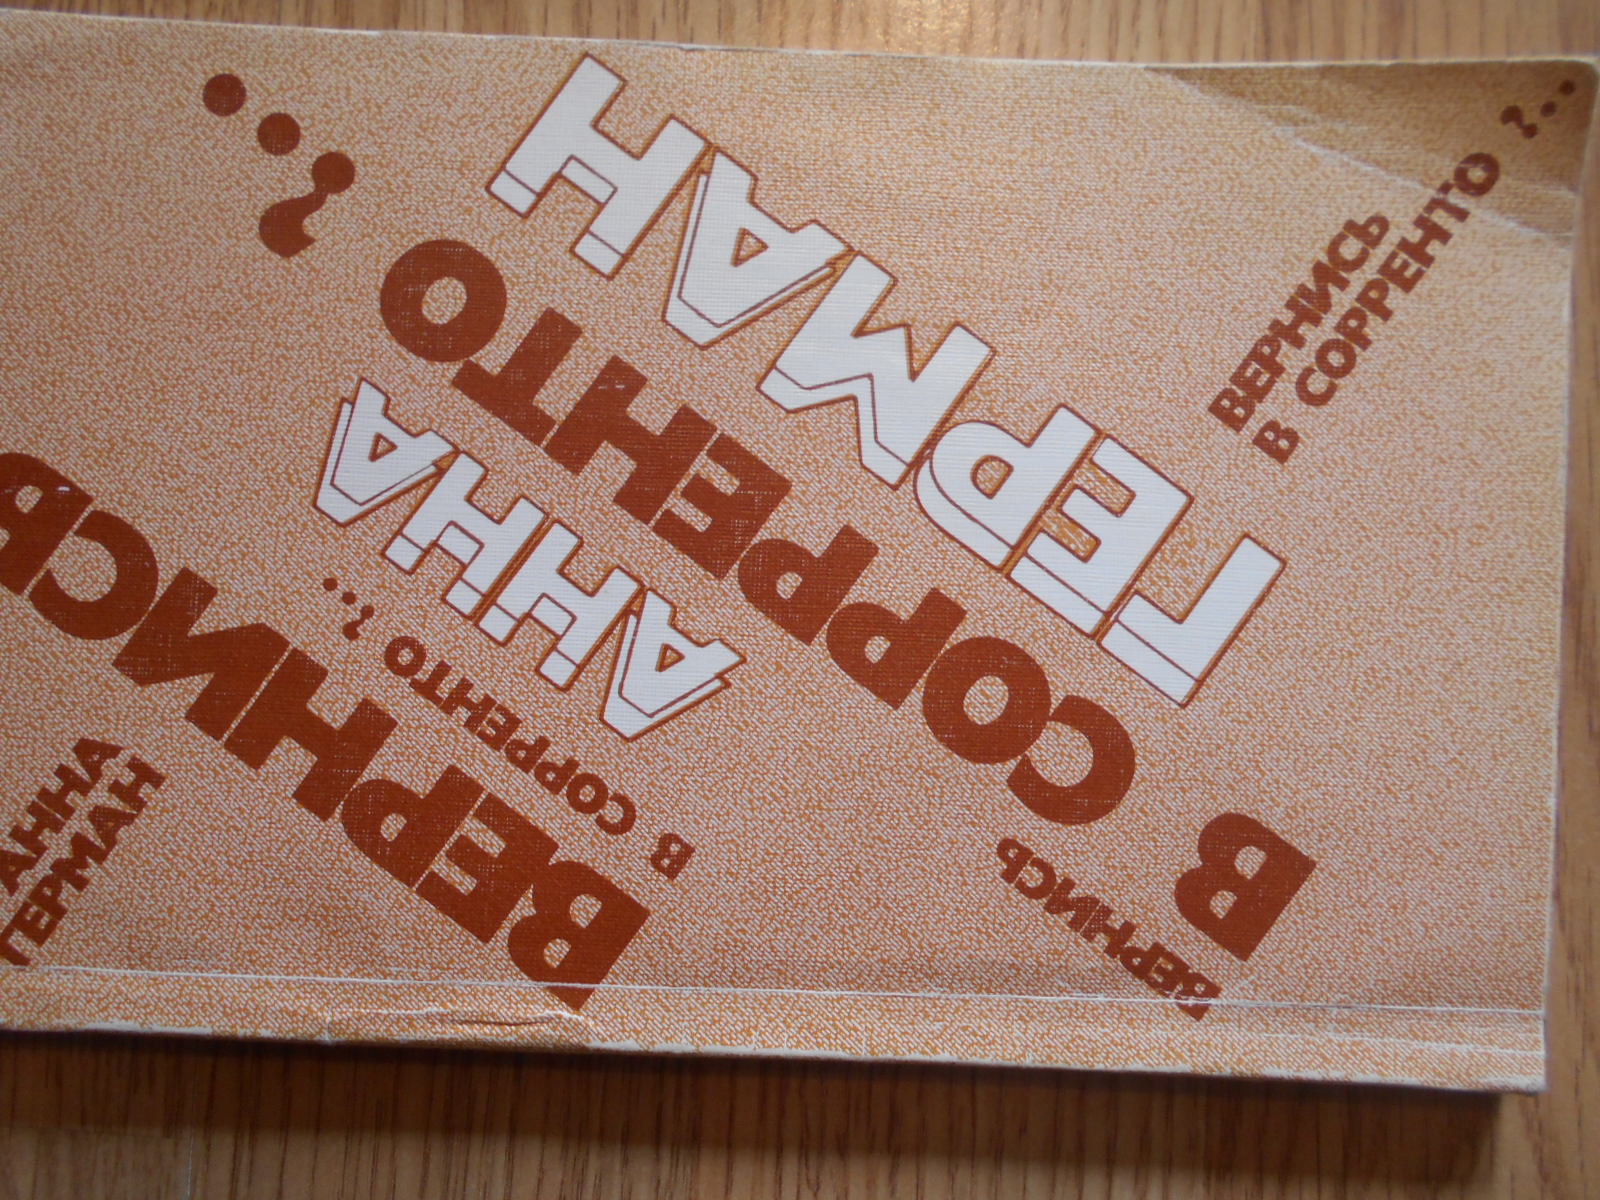 АННА
ГЕРМАН
ВЕРНИСЬ
В СОРРЕНТО ?..
АННА
ГЕРМАН
ВЕРНИСЬ
В СОРРЕНТО ?..
ВЕРНИСЬ
В СОРРЕНТО ?..